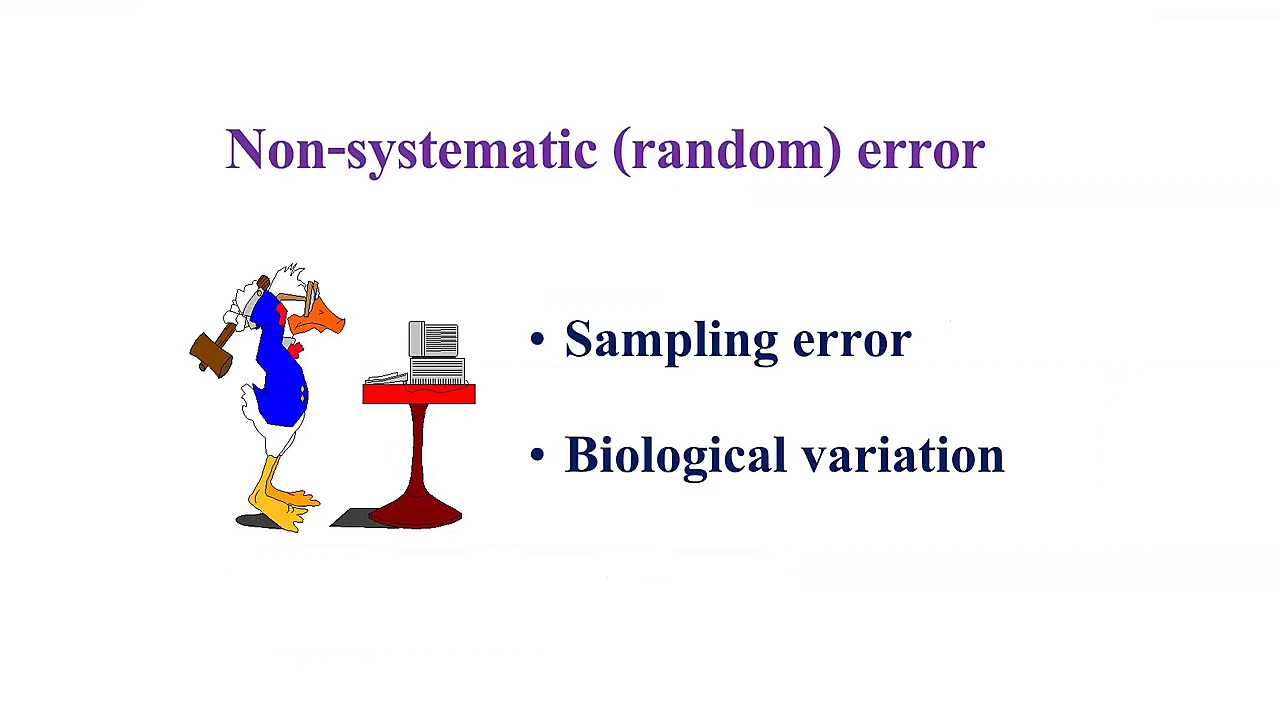 Non-systematic (random) error
• Sampling error
• Biological variation